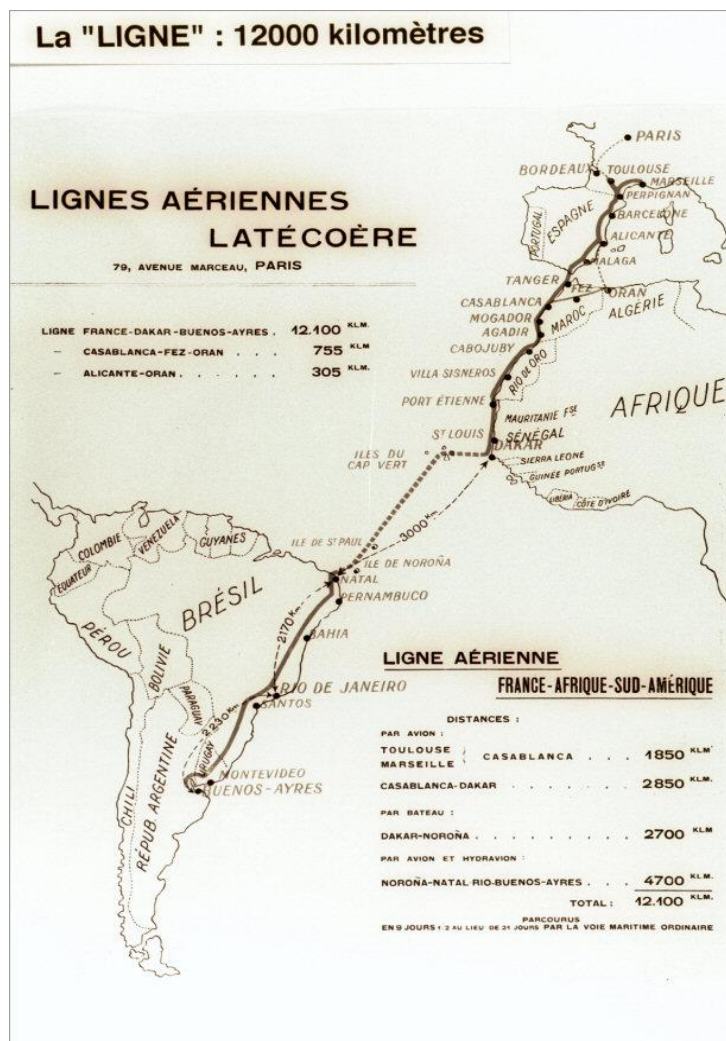 La "LIGNE" : 12000 kilomètres
LIGNES AÉRIENNES
LATÉCOÈRE
79, AVENUE MARCEAU, PARIS
LIGNE FRANCE-DAKAR-BUENOS-AYRES . 12.100 KLM.
– CASABLANCA-FEZ-ORAN . . . 755 KLM
– ALICANTE-ORAN . . . . . . 305 KLM.
PARIS
BORDEAUX
TOULOUSE
MARSEILLE
PERPIGNAN
BARCELONE
ESPAGNE
PORTUGAL
ALICANTE
MALAGA
TANGER
FEZ
ORAN
CASABLANCA
ALGÉRIE
MOGADOR
MAROC
AGADIR
CABOJUBY
VILLA SISNEROS
RIO DE ORO
AFRIQUE
PORT ÉTIENNE
MAURITANIE FSE
ST LOUIS
SÉNÉGAL
DAKAR
ILES DU
CAP VERT
SIERRA LEONE
GUINÉE PORTUGSE
LIBÉRIA
CÔTE D'IVOIRE
3000 K.
ILE DE ST PAUL
ILE DE NOROÑA
NATAL
PERNAMBUCO
COLOMBIE
VENEZUELA
GUYANES
ÉQUATEUR
BRÉSIL
PÉROU
2170 K.
BAHIA
BOLIVIE
RIO DE JANEIRO
SANTOS
PARAGUAY
2230 K.
URUGAY
MONTEVIDEO
BUENOS-AYRES
CHILI
RÉPUB. ARGENTINE
LIGNE AÉRIENNE
FRANCE-AFRIQUE-SUD-AMÉRIQUE
DISTANCES :
PAR AVION :
TOULOUSE
MARSEILLE } CASABLANCA . . . 1850 KLM
CASABLANCA-DAKAR . . . . . . 2850 KLM.
PAR BATEAU :
DAKAR-NOROÑA . . . . . . . . 2700 KLM
PAR AVION ET HYDRAVION :
NOROÑA-NATAL-RIO-BUENOS-AYRES . . . 4700 KLM.
TOTAL : 12.100 KLM.
PARCOURUS
EN 9 JOURS 1/2 AU LIEU DE 21 JOURS PAR LA VOIE MARITIME ORDINAIRE